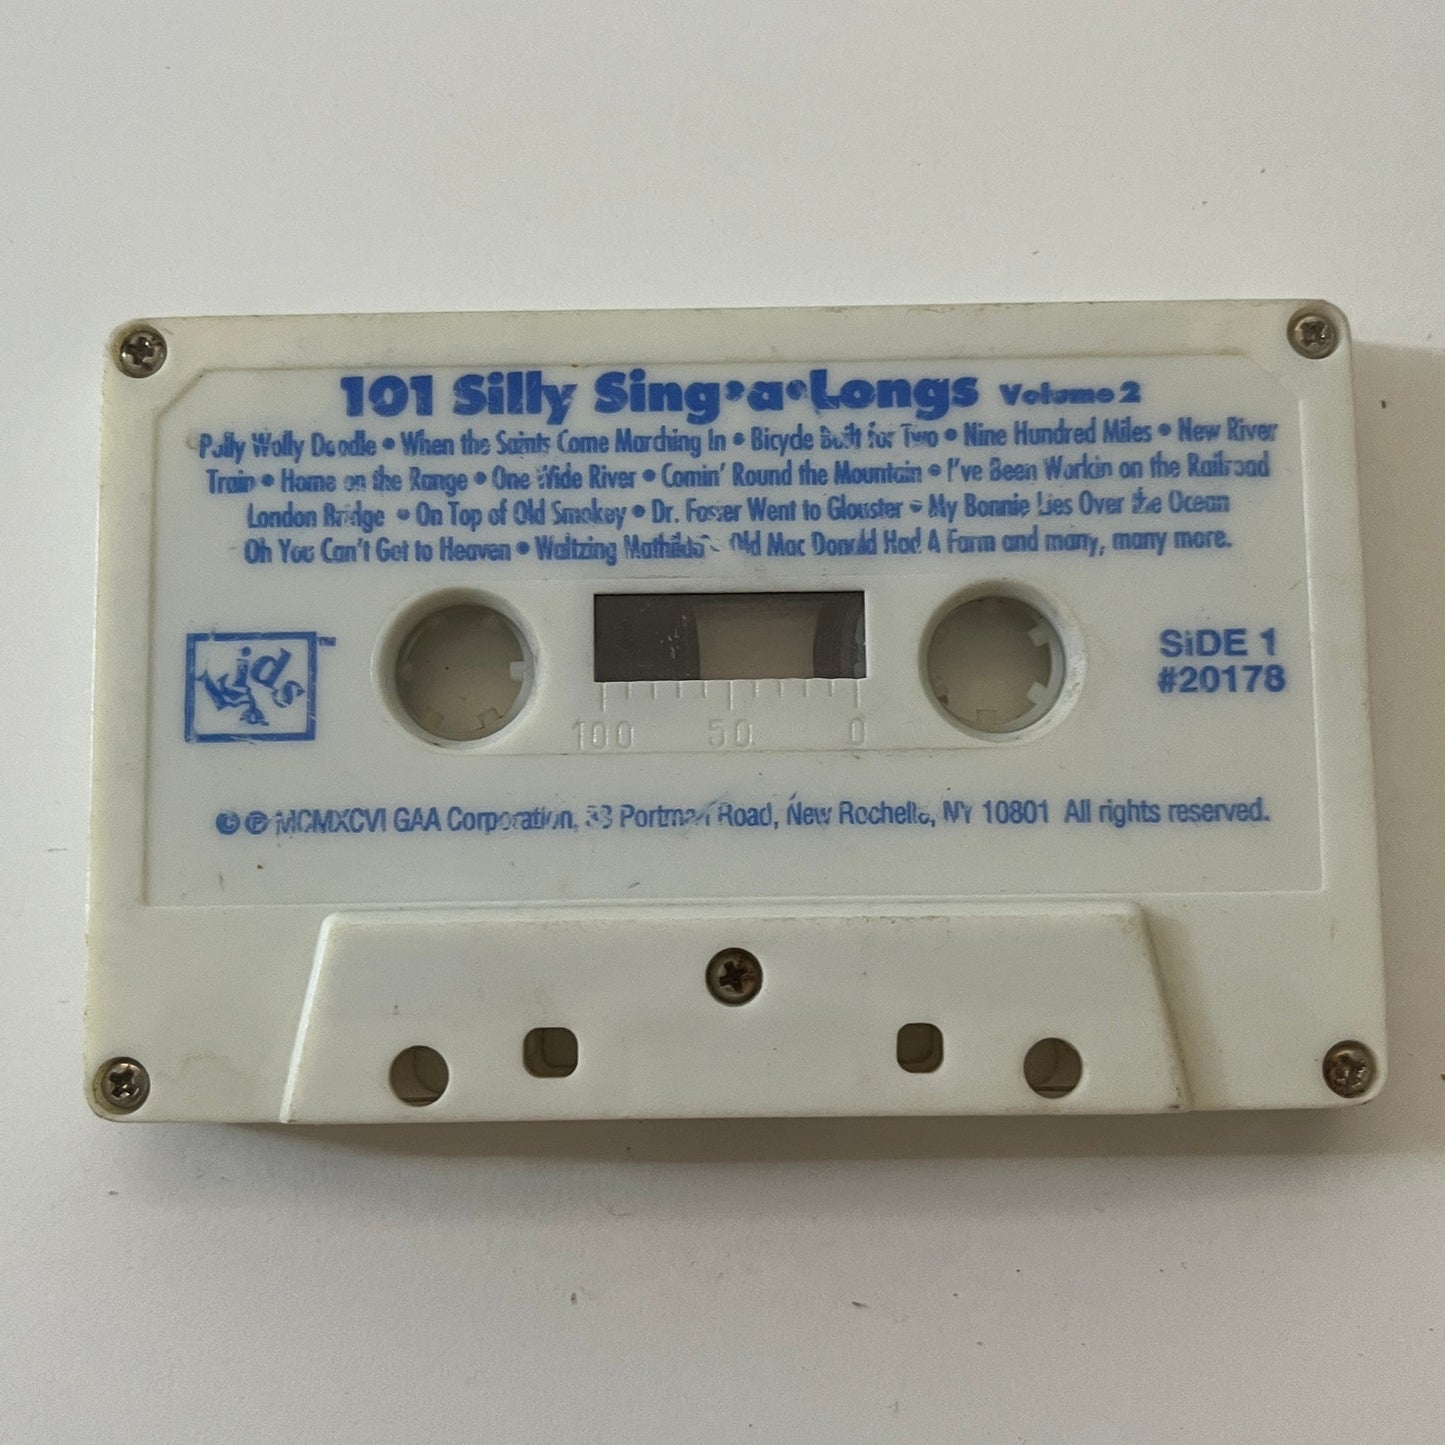 101 Silly Sing•a•Longs Volume 2
Polly Wolly Doodle • When the Saints Come Marching In • Bicycle Built for Two • Nine Hundred Miles • New River
Train • Home on the Range • One Wide River • Comin' Round the Mountain • I've Been Workin on the Railroad
London Bridge • On Top of Old Smokey • Dr. Foster Went to Glouster • My Bonnie Lies Over the Ocean
Oh You Can't Get to Heaven • Waltzing Mathilda • Old Mac Donald Had A Farm and many, many more.
Kids ™
SIDE 1
#20178
100 50 0
© ℗ MCMXCVI GAA Corporation, Portman Road, New Rochelle, NY 10801 All rights reserved.